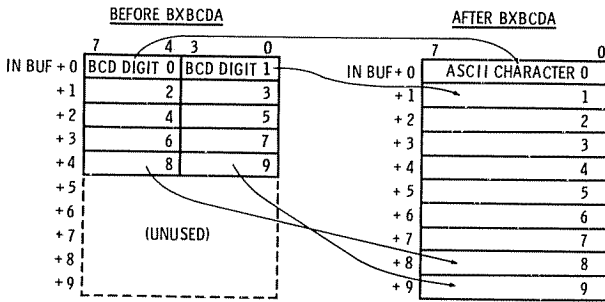 BEFORE BXBCDA AFTER BXBCDA
7 4 3 0 7 0
IN BUF + 0 BCD DIGIT 0 BCD DIGIT 1 IN BUF + 0 ASCII CHARACTER 0
+1 2 3 +1 1
+2 4 5 +2 2
+3 6 7 +3 3
+4 8 9 +4 4
+5 +5 5
+6 +6 6
+7 (UNUSED) +7 7
+8 +8 8
+9 +9 9